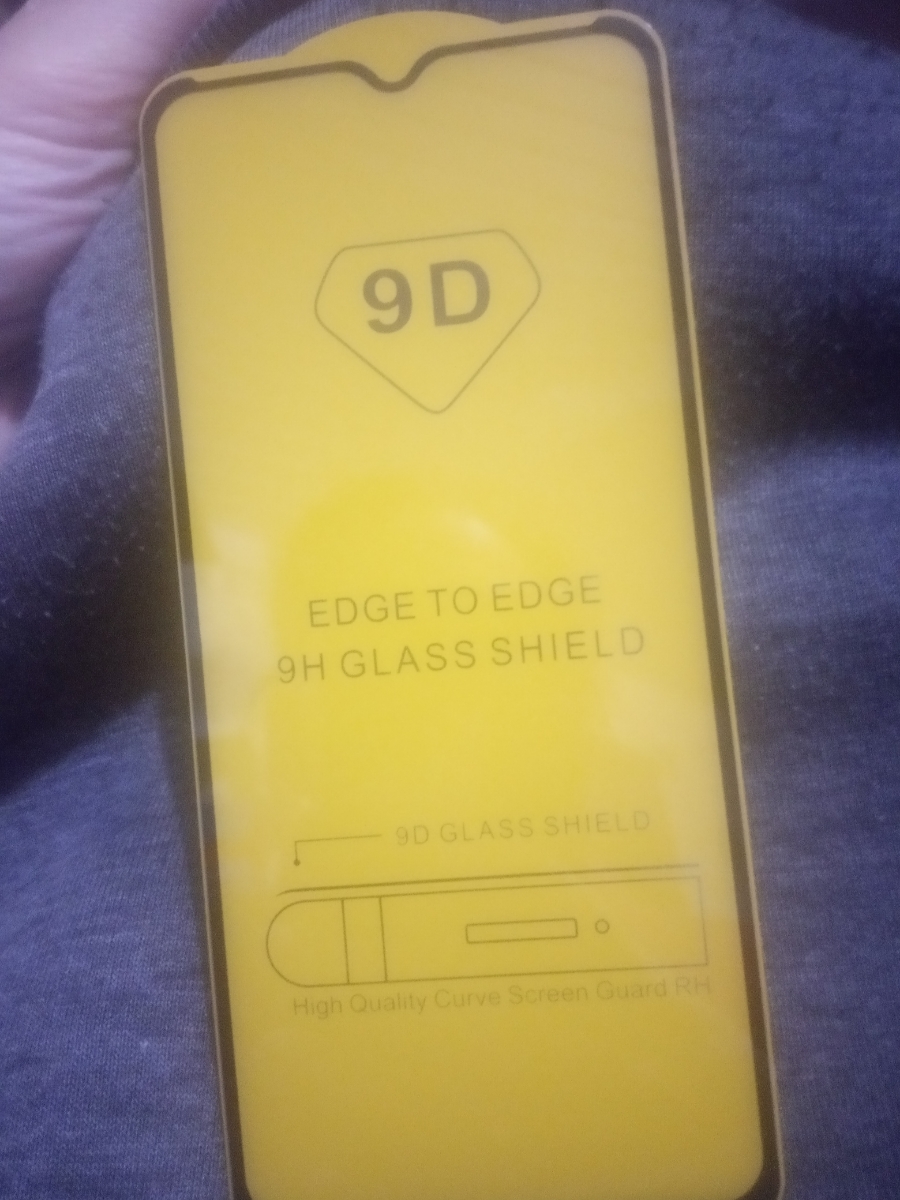 9D
EDGE TO EDGE
9H GLASS SHIELD
9D GLASS SHIELD
High Quality Curve Screen Guard RH